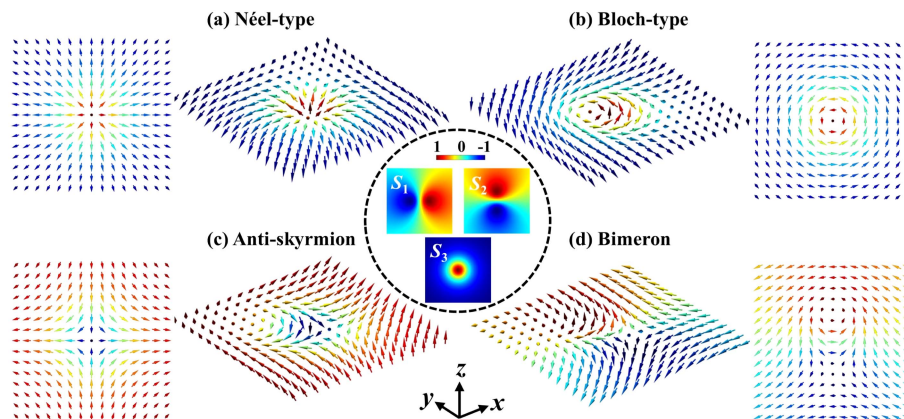 (a) Néel-type
(b) Bloch-type
1 0 -1
S1
S2
S3
(c) Anti-skyrmion
(d) Bimeron
z
y
x